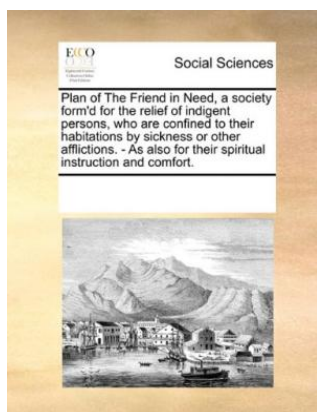 ECCO
Social Sciences
Plan of The Friend in Need, a society
form'd for the relief of indigent
persons, who are confined to their
habitations by sickness or other
afflictions. - As also for their spiritual
instruction and comfort.